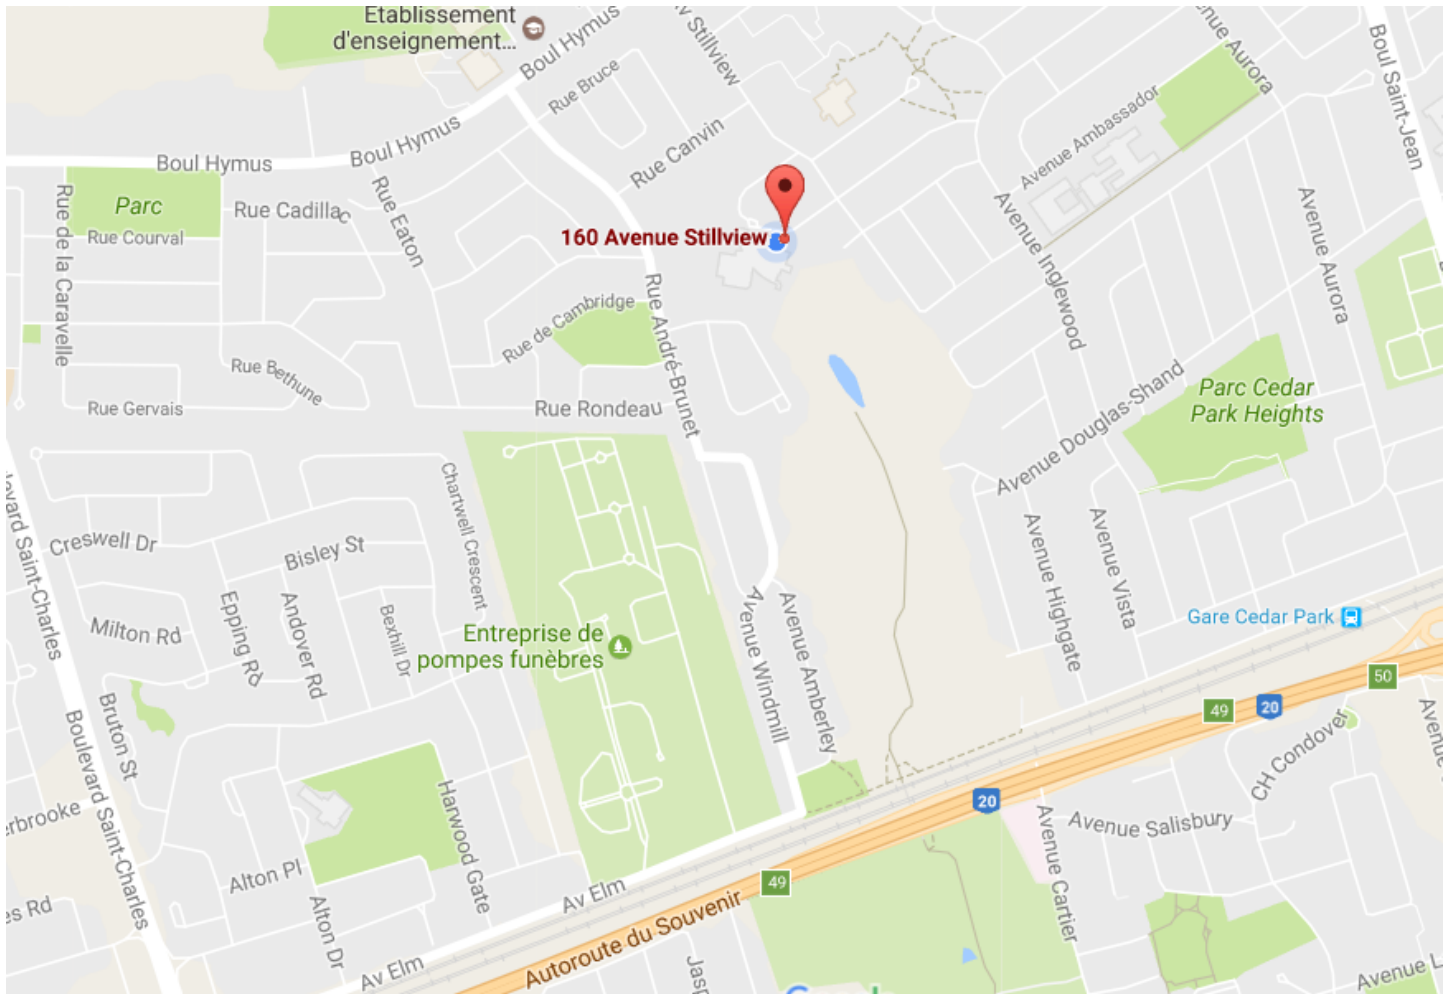 Etablissement
d'enseignement...
Boul Hymus
Av Stillview
Avenue Aurora
Boul Saint-Jean
Rue Bruce
Boul Hymus
Boul Hymus
Rue Canvin
Avenue Ambassador
Rue de la Caravelle
Parc
Rue Courval
Rue Cadillac
Rue Eaton
160 Avenue Stillview
Avenue Inglewood
Avenue Aurora
Rue de Cambridge
Rue André-Brunet
Rue Bethune
Rue Gervais
Rue Rondeau
Avenue Douglas-Shand
Parc Cedar
Park Heights
Creswell Dr
Bisley St
Chartwell Crescent
Milton Rd
Epping Rd
Andover Rd
Bexhill Dr
Entreprise de
pompes funèbres
Avenue Windmill
Avenue Amberley
Avenue Highgate
Avenue Vista
Gare Cedar Park
50
49
20
Boulevard Saint-Charles
Bruton St
Boulevard Saint-Charles
Harwood Gate
20
CH Condover
Avenue
Avenue Salisbury
Avenue Cartier
Alton Pl
Alton Dr
49
Av Elm
Autoroute du Souvenir
Av Elm
Avenue L